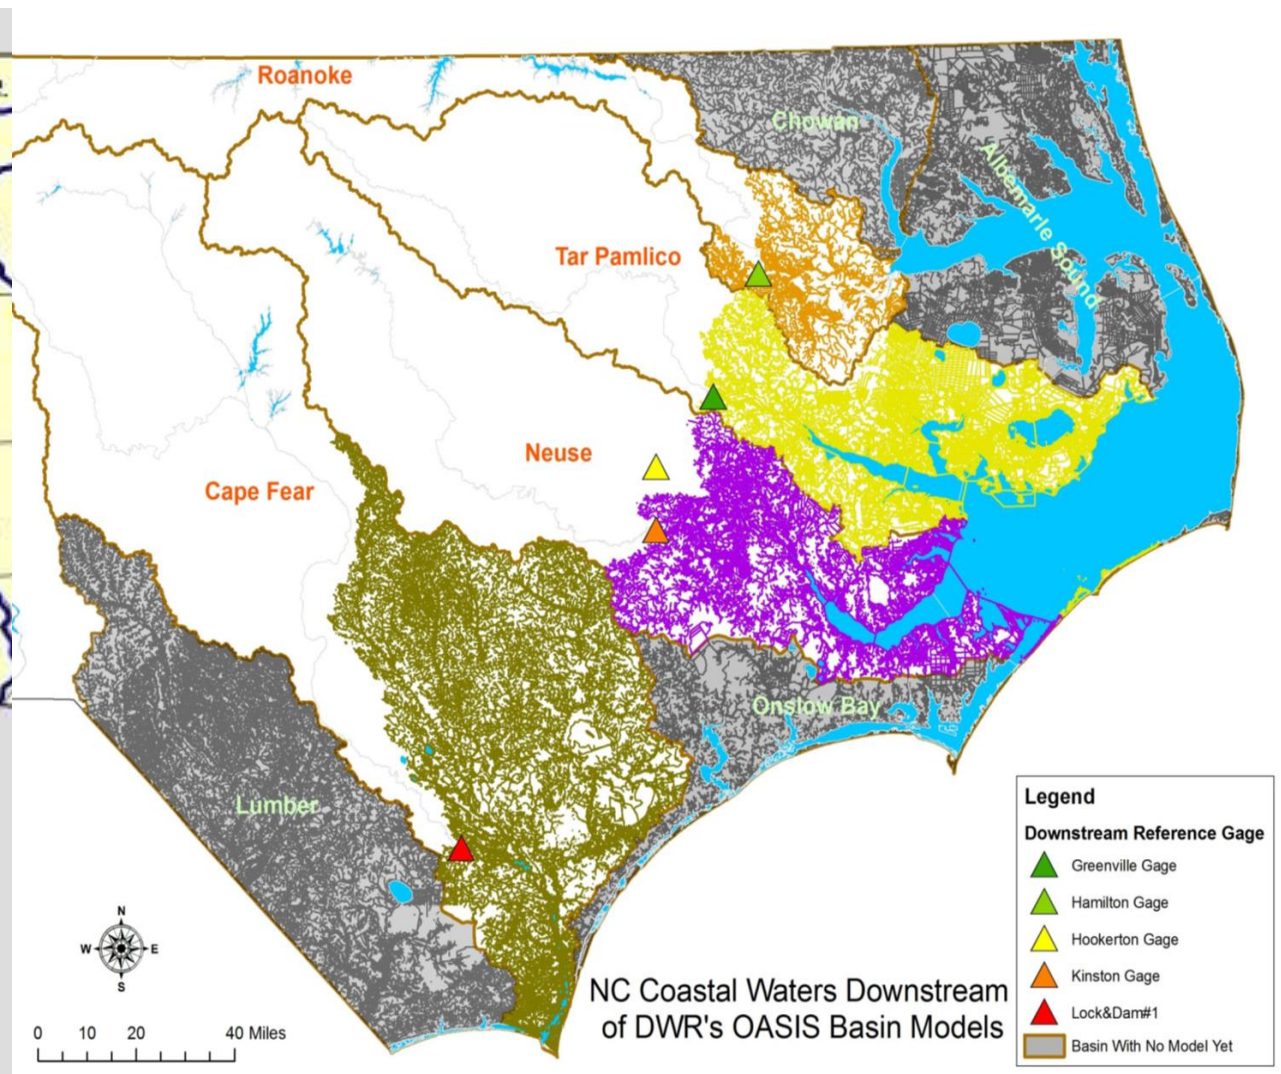 Roanoke
Chowan
Albemarle Sound
Tar Pamlico
Neuse
Cape Fear
Onslow Bay
Lumber
N
W E
S
0 10 20 40 Miles
NC Coastal Waters Downstream
of DWR's OASIS Basin Models
Legend
Downstream Reference Gage
Greenville Gage
Hamilton Gage
Hookerton Gage
Kinston Gage
Lock&Dam#1
Basin With No Model Yet